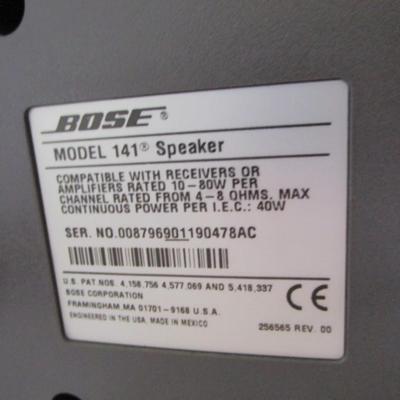 BOSE®
MODEL 141® Speaker
COMPATIBLE WITH RECEIVERS OR
AMPLIFIERS RATED 10-80W PER
CHANNEL RATED FROM 4-8 OHMS. MAX
CONTINUOUS POWER PER I.E.C.: 40W
SER. NO.008796901190478AC
U.S. PAT.NOS. 4,158,756 4,577,069 AND 5,418,337
BOSE CORPORATION
FRAMINGHAM,MA 01701-9168 U.S.A.
ENGINEERED IN THE USA, MADE IN MEXICO
CE
256565 REV. 00